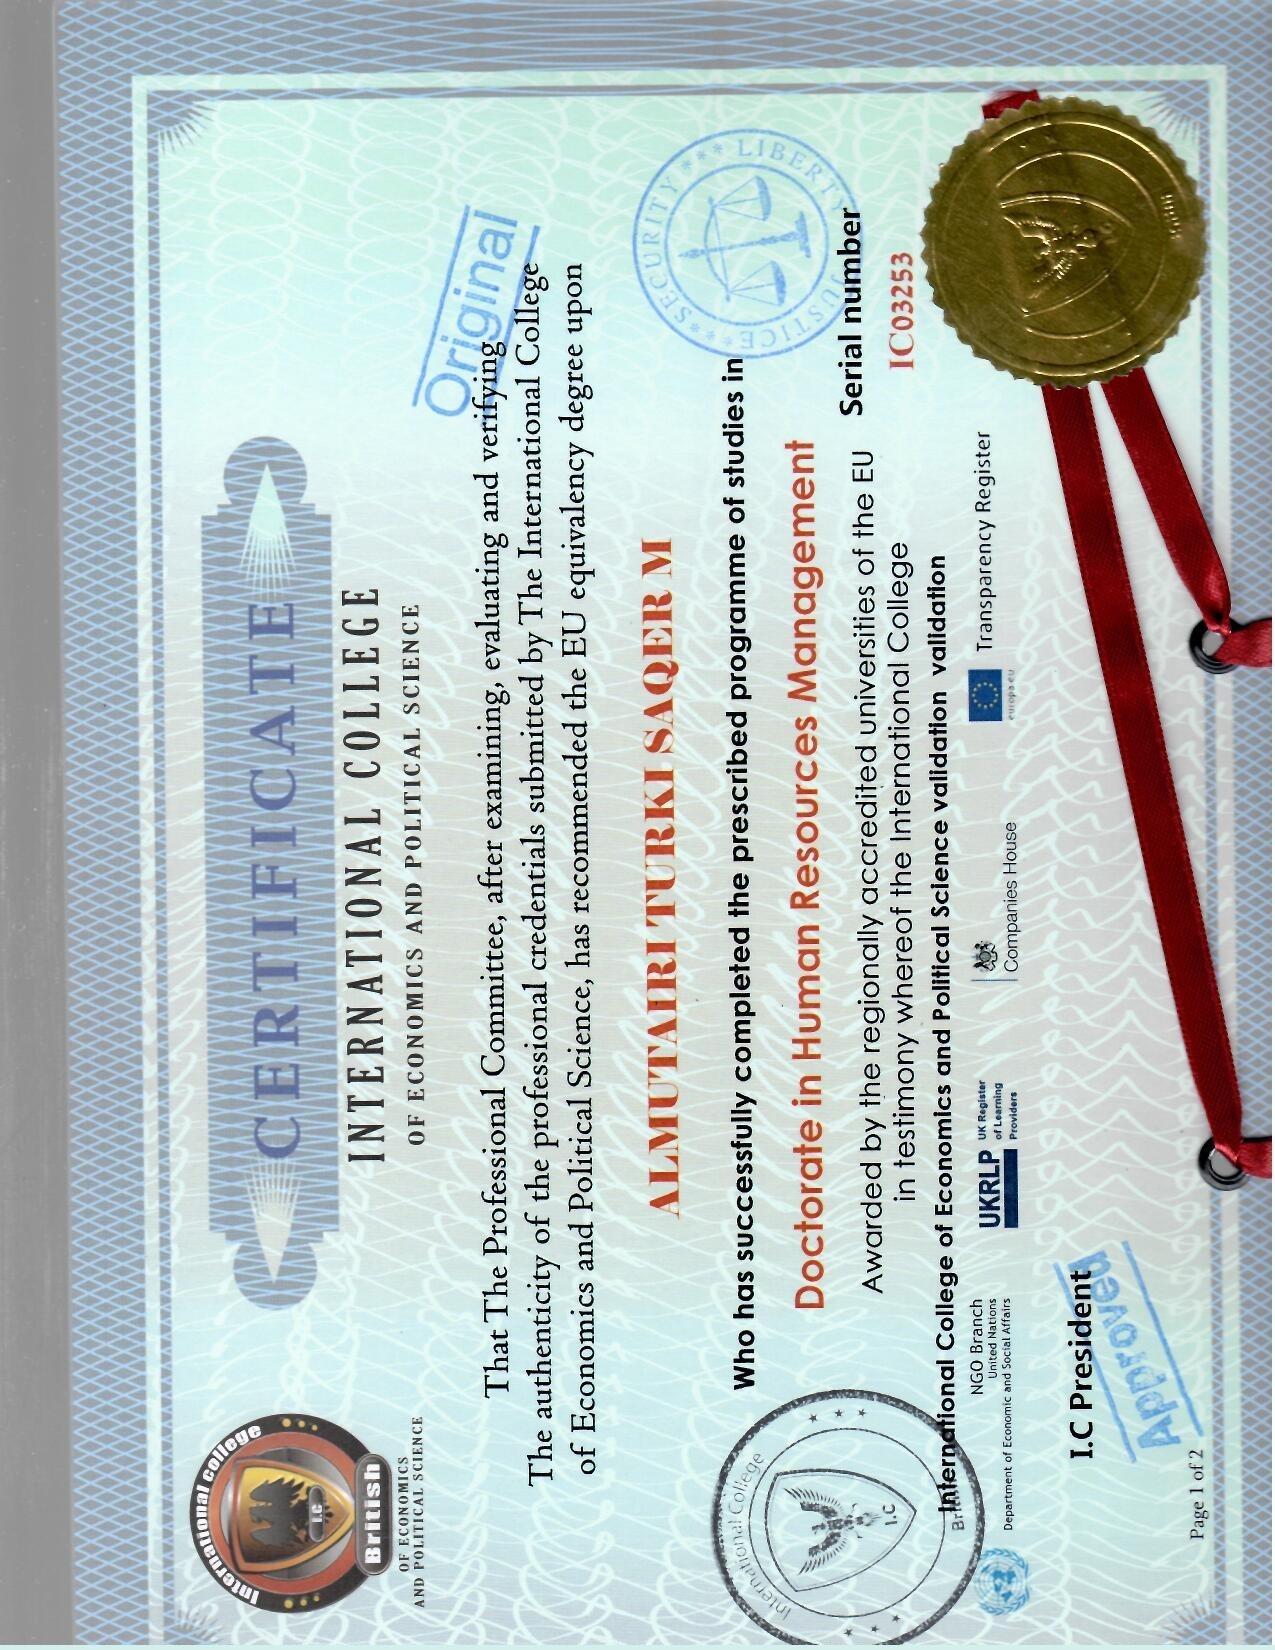 International college
I.C
British
OF ECONOMICS
AND POLITICAL SCIENCE
CERTIFICATE
INTERNATIONAL COLLEGE
OF ECONOMICS AND POLITICAL SCIENCE
Original
That The Professional Committee, after examining, evaluating and verifying
The authenticity of the professional credentials submitted by The International College
of Economics and Political Science, has recommended the EU equivalency degree upon
ALMUTAIRI TURKI SAQER M
SECURITY LIBERTY JUSTICE
Who has successfully completed the prescribed programme of studies in
International College
I.C
British
Doctorate in Human Resources Management
Awarded by the regionally accredited universities of the EU
in testimony whereof the International College
Serial number
IC03253
International College of Economics and Political Science validation validation
NGO Branch
United Nations
Department of Economic and Social Affairs
UKRLP
UK Register
of Learning
Providers
Companies House
europa.eu
Transparency Register
I.C President
Approved
Page 1 of 2